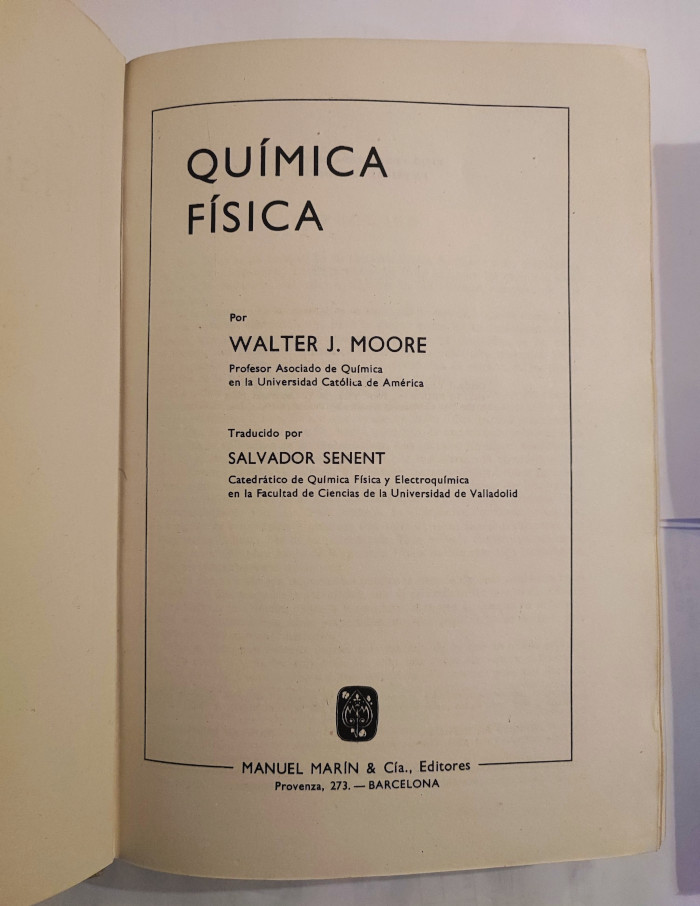 QUÍMICA
FÍSICA
Por
WALTER J. MOORE
Profesor Asociado de Química
en la Universidad Católica de América
Traducido por
SALVADOR SENENT
Catedrático de Química Física y Electroquímica
en la Facultad de Ciencias de la Universidad de Valladolid
MANUEL MARÍN & Cía., Editores
Provenza, 273. — BARCELONA